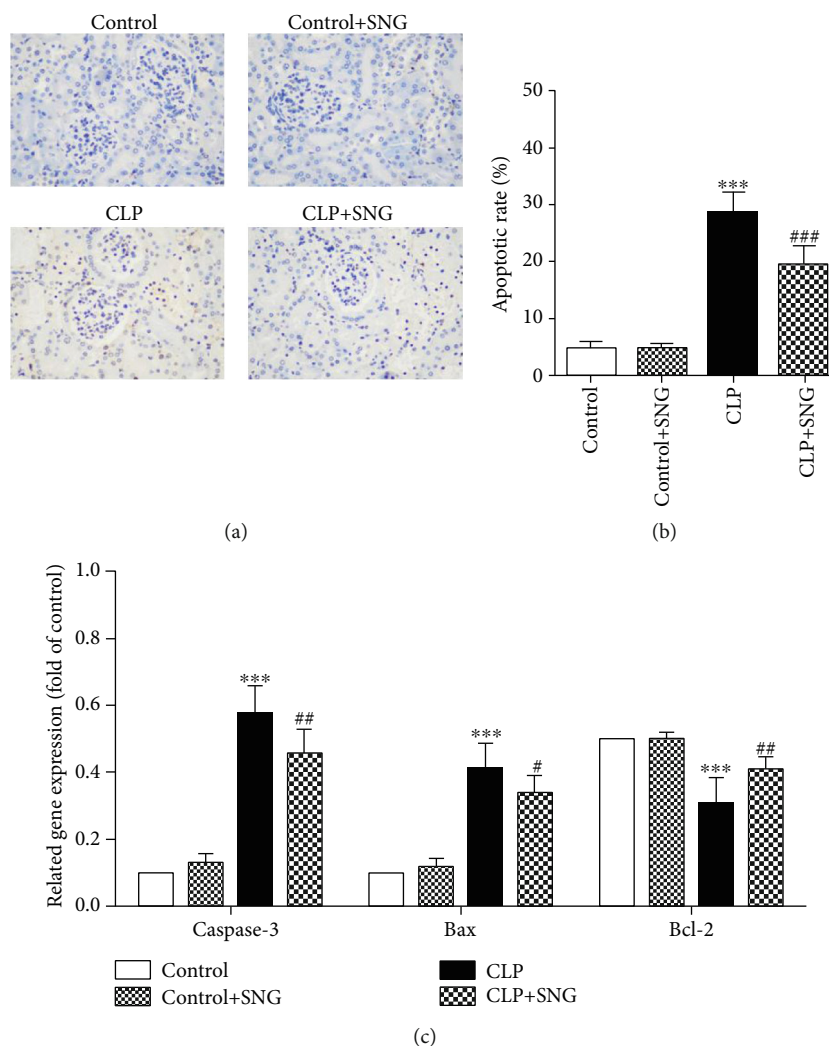 Control
Control+SNG
CLP
CLP+SNG
(a)
Apoptotic rate (%)
50
40
30
20
10
0
***
###
Control
Control+SNG
CLP
CLP+SNG
(b)
Related gene expression (fold of control)
1.0
0.8
0.6
0.4
0.2
0.0
***
##
***
#
***
##
Caspase-3
Bax
Bcl-2
Control
Control+SNG
CLP
CLP+SNG
(c)